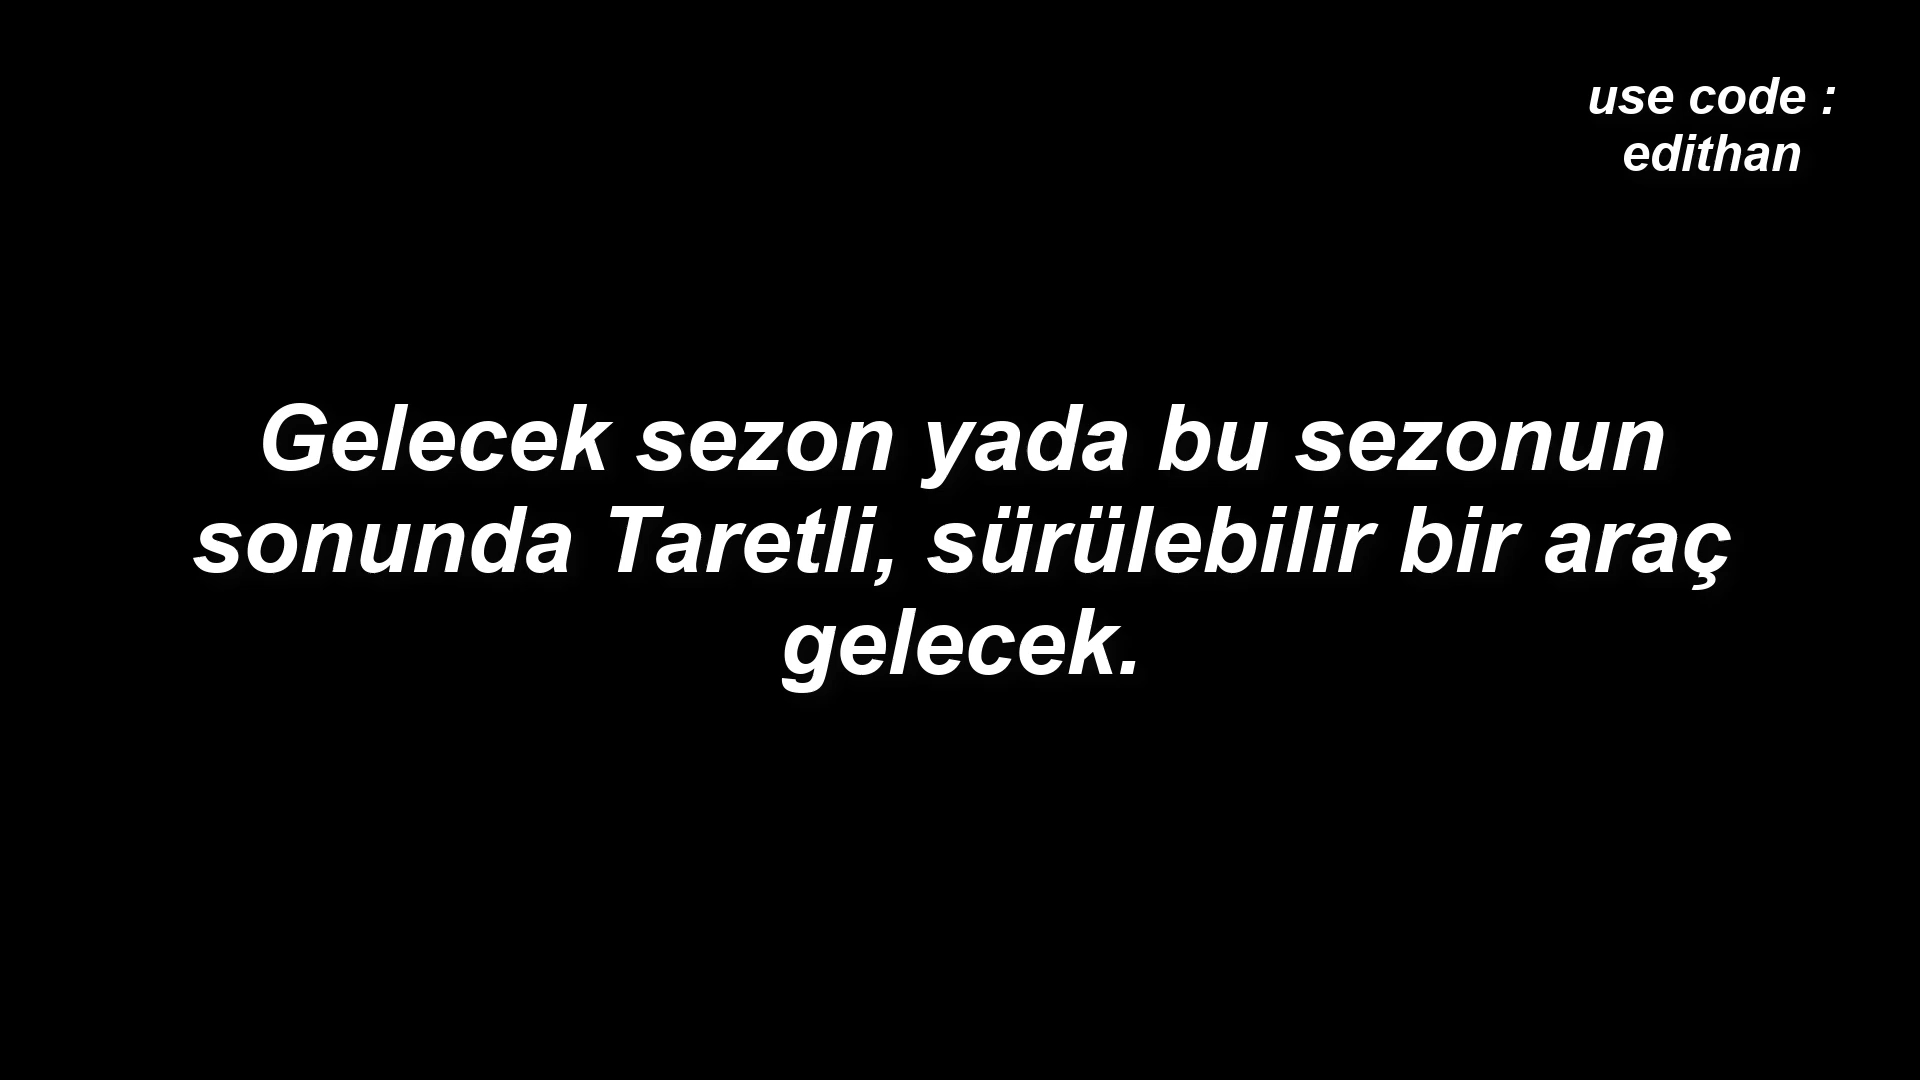 use code :
edithan
Gelecek sezon yada bu sezonun
sonunda Taretli, sürülebilir bir araç
gelecek.